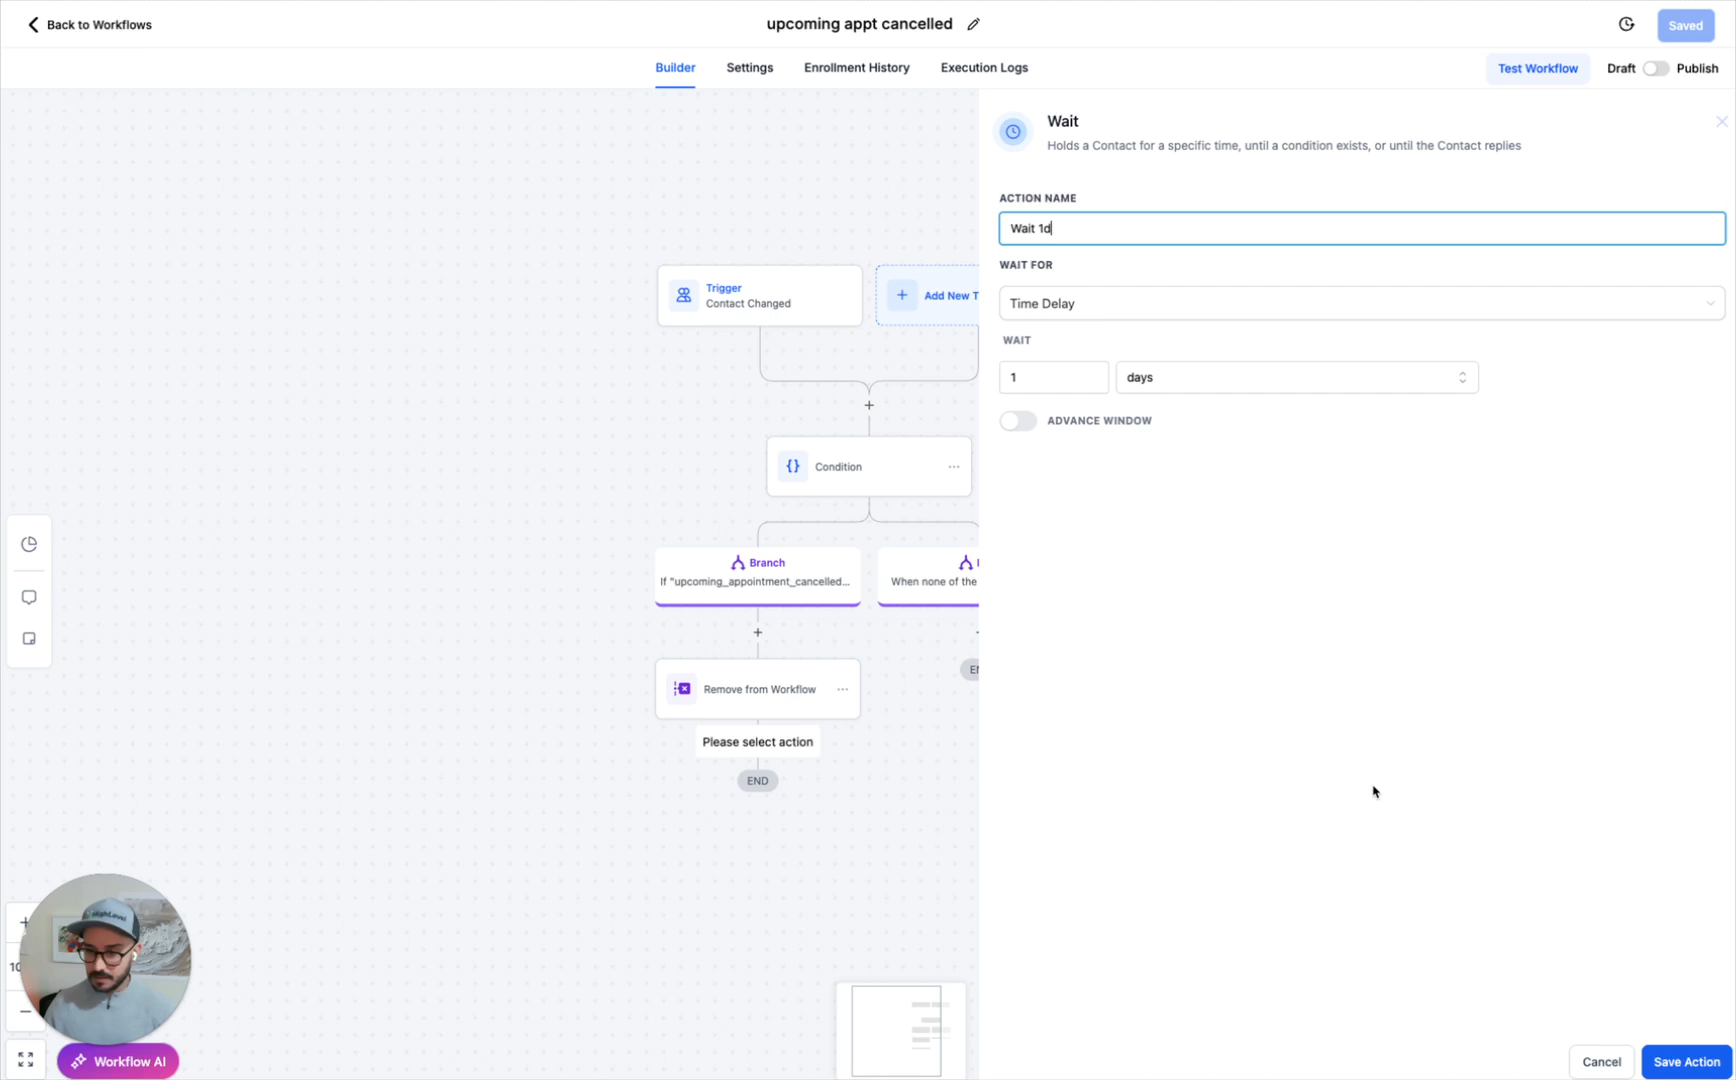 Back to Workflows
upcoming appt cancelled
Saved
Builder
Settings
Enrollment History
Execution Logs
Test Workflow
Draft
Publish
Wait
Holds a Contact for a specific time, until a condition exists, or until the Contact replies
ACTION NAME
Wait 1d
WAIT FOR
Time Delay
WAIT
1
days
ADVANCE WINDOW
Trigger
Contact Changed
Add New T
Condition
Branch
If "upcoming_appointment_cancelled...
When none of the
Remove from Workflow
Please select action
END
10
HighLevel
Workflow AI
Cancel
Save Action